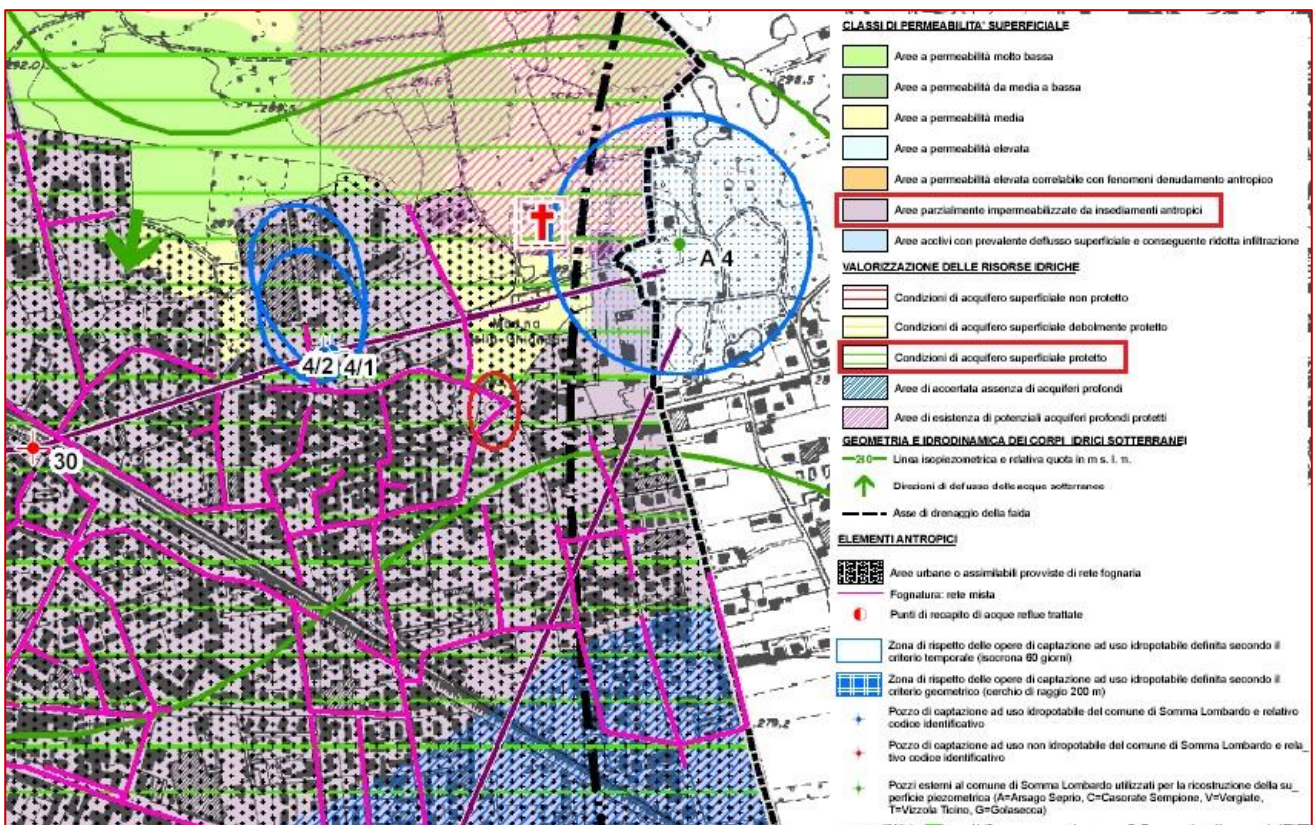 CLASSI DI PERMEABILITA' SUPERFICIALE
Aree a permeabilità molto bassa
Aree a permeabilità da media a bassa
Aree a permeabilità media
Aree a permeabilità elevata
Aree a permeabilità elevata correlabile con fenomeni denudamento antropico
Aree parzialmente impermeabilizzate da insediamenti antropici
Aree acclivi con prevalente deflusso superficiale e conseguente ridotta infiltrazione
VALORIZZAZIONE DELLE RISORSE IDRICHE
Condizioni di acquifero superficiale non protetto
Condizioni di acquifero superficiale debolmente protetto
Condizioni di acquifero superficiale protetto
Aree di accertata assenza di acquiferi profondi
Aree di esistenza di potenziali acquiferi profondi protetti
GEOMETRIA E IDRODINAMICA DEI CORPI IDRICI SOTTERRANEI
Linea isopiezometrica e relativa quota in m s. l. m.
Direzioni di deflusso delle acque sotterranee
Asse di drenaggio della falda
ELEMENTI ANTROPICI
Aree urbane o assimilabili provviste di rete fognaria
Fognatura: rete mista
Punti di recapito di acque reflue trattate
Zona di rispetto delle opere di captazione ad uso idropotabile definita secondo il
criterio temporale (isocrona 60 giorni)
Zona di rispetto delle opere di captazione ad uso idropotabile definita secondo il
criterio geometrico (cerchio di raggio 200 m)
Pozzo di captazione ad uso idropotabile del comune di Somma Lombardo e relativo
codice identificativo
Pozzo di captazione ad uso non idropotabile del comune di Somma Lombardo e rela_
tivo codice identificativo
Pozzi esterni al comune di Somma Lombardo utilizzati per la ricostruzione della su_
perficie piezometrica (A=Arsago Seprio, C=Casorate Sempione, V=Vergiate,
T=Vizzola Ticino, G=Golasecca)
292.0
296.5
A 4
4/2
4/1
30
279.2